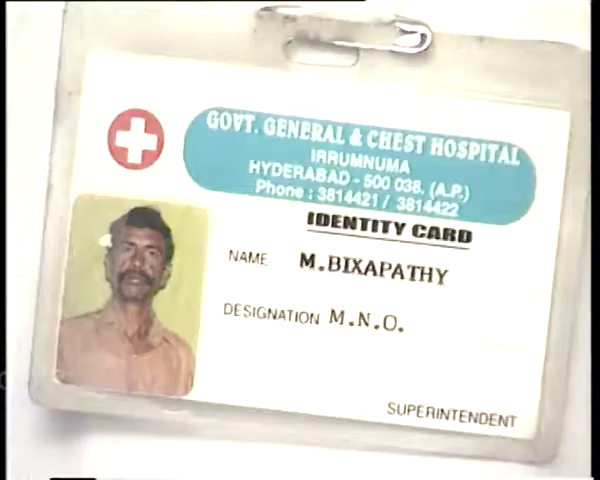 GOVT. GENERAL & CHEST HOSPITAL
IRRUMNUMA
HYDERABAD - 500 038. (A.P.)
Phone : 3814421 / 3814422
IDENTITY CARD
NAME M.BIXAPATHY
DESIGNATION M.N.O.
SUPERINTENDENT